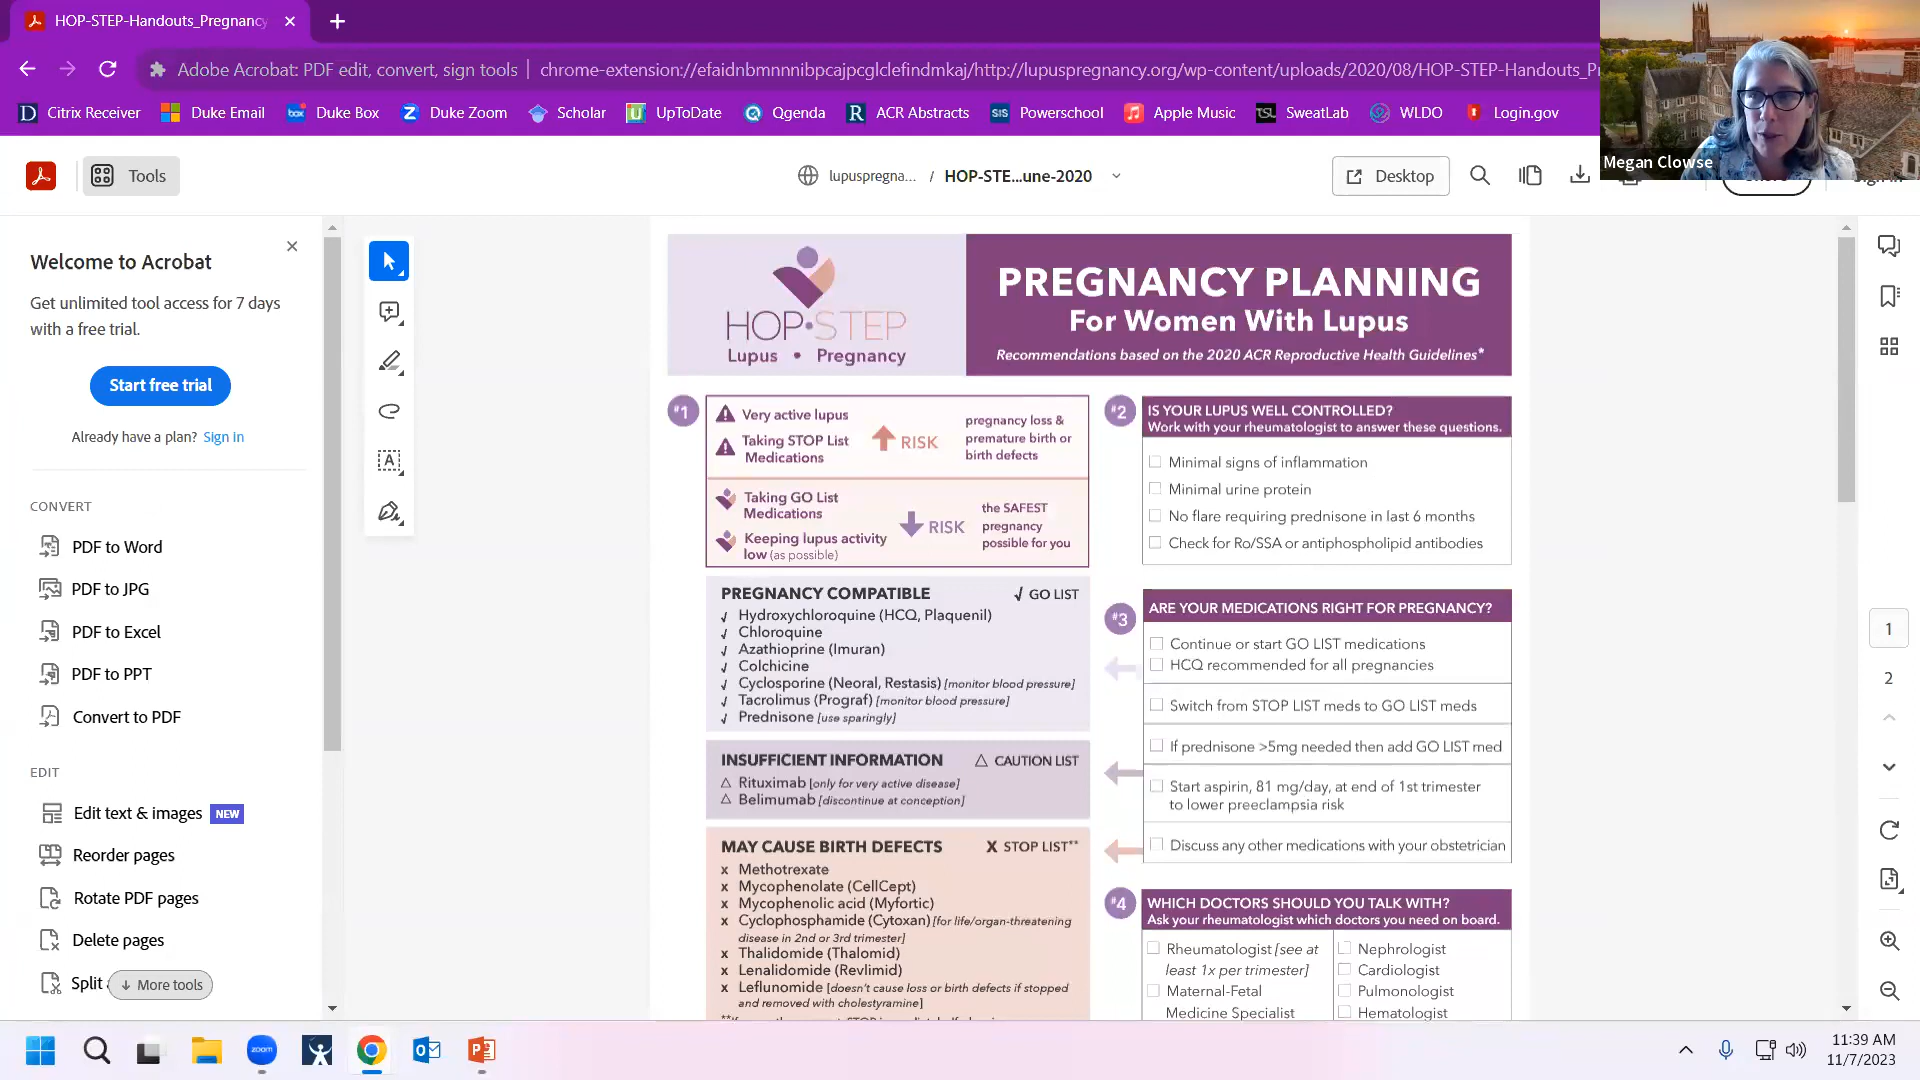 HOP-STEP-Handouts_Pregnancy
Adobe Acrobat: PDF edit, convert, sign tools
chrome-extension://efaidnbmnnnibpcajpcglclefindmkaj/http://lupuspregnancy.org/wp-content/uploads/2020/08/HOP-STEP-Handouts_P
Citrix Receiver
Duke Email
Duke Box
Duke Zoom
Scholar
UpToDate
Qgenda
ACR Abstracts
Powerschool
Apple Music
SweatLab
WLDO
Login.gov
Megan Clowse
Tools
lupuspregna... / HOP-STE...une-2020
Desktop
Welcome to Acrobat
Get unlimited tool access for 7 days
with a free trial.
Start free trial
Already have a plan? Sign in
CONVERT
PDF to Word
PDF to JPG
PDF to Excel
PDF to PPT
Convert to PDF
EDIT
Edit text & images NEW
Reorder pages
Rotate PDF pages
Delete pages
Split
More tools
HOP·STEP
Lupus • Pregnancy
PREGNANCY PLANNING
For Women With Lupus
Recommendations based on the 2020 ACR Reproductive Health Guidelines*
#1
Very active lupus
Taking STOP List
Medications
RISK
pregnancy loss &
premature birth or
birth defects
Taking GO List
Medications
Keeping lupus activity
low (as possible)
RISK
the SAFEST
pregnancy
possible for you
PREGNANCY COMPATIBLE √ GO LIST
√ Hydroxychloroquine (HCQ, Plaquenil)
√ Chloroquine
√ Azathioprine (Imuran)
√ Colchicine
√ Cyclosporine (Neoral, Restasis) [monitor blood pressure]
√ Tacrolimus (Prograf) [monitor blood pressure]
√ Prednisone [use sparingly]
INSUFFICIENT INFORMATION △ CAUTION LIST
△ Rituximab [only for very active disease]
△ Belimumab [discontinue at conception]
MAY CAUSE BIRTH DEFECTS X STOP LIST**
x Methotrexate
x Mycophenolate (CellCept)
x Mycophenolic acid (Myfortic)
x Cyclophosphamide (Cytoxan) [for life/organ-threatening
disease in 2nd or 3rd trimester]
x Thalidomide (Thalomid)
x Lenalidomide (Revlimid)
x Leflunomide [doesn't cause loss or birth defects if stopped
and removed with cholestyramine]
#2
IS YOUR LUPUS WELL CONTROLLED?
Work with your rheumatologist to answer these questions.
Minimal signs of inflammation
Minimal urine protein
No flare requiring prednisone in last 6 months
Check for Ro/SSA or antiphospholipid antibodies
#3
ARE YOUR MEDICATIONS RIGHT FOR PREGNANCY?
Continue or start GO LIST medications
HCQ recommended for all pregnancies
Switch from STOP LIST meds to GO LIST meds
If prednisone >5mg needed then add GO LIST med
Start aspirin, 81 mg/day, at end of 1st trimester
to lower preeclampsia risk
Discuss any other medications with your obstetrician
#4
WHICH DOCTORS SHOULD YOU TALK WITH?
Ask your rheumatologist which doctors you need on board.
Rheumatologist [see at
least 1x per trimester]
Maternal-Fetal
Medicine Specialist
Nephrologist
Cardiologist
Pulmonologist
Hematologist
1
2
zoom
11:39 AM
11/7/2023